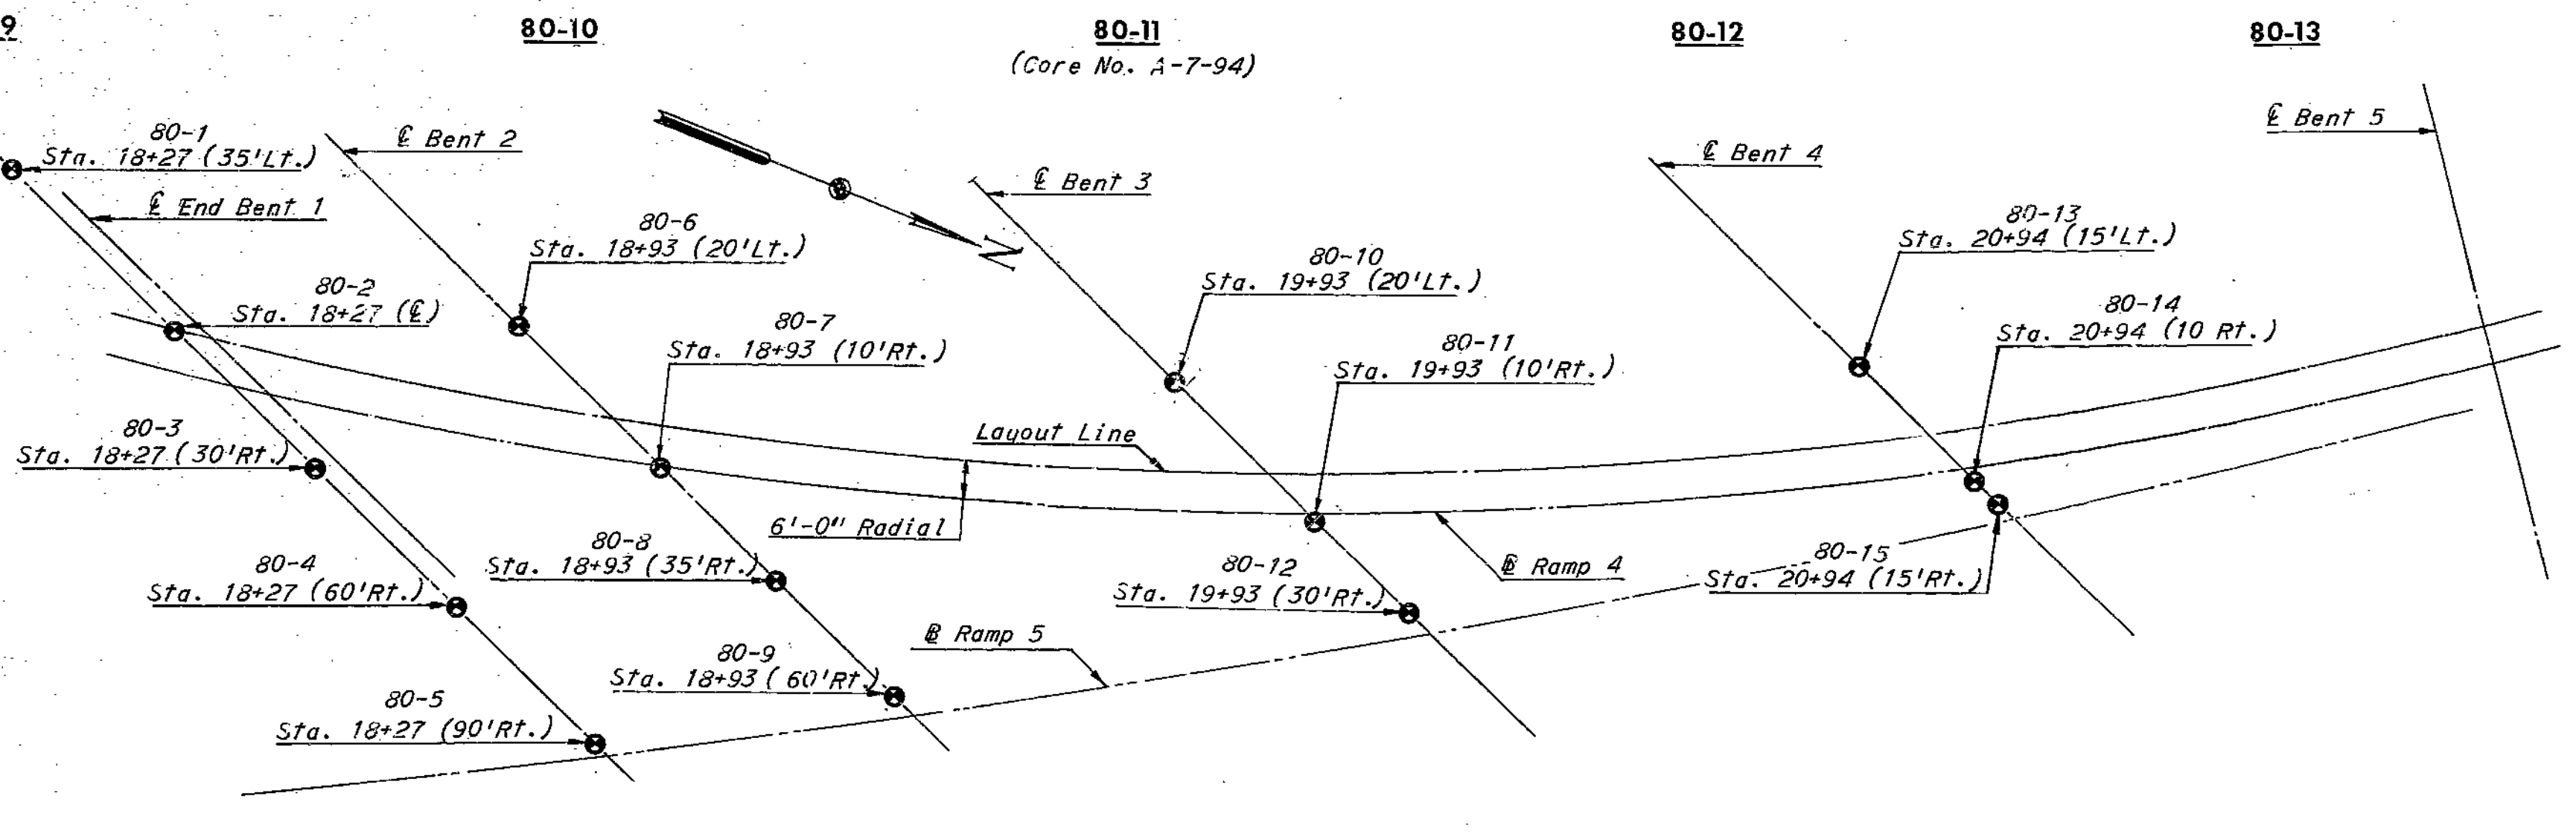 9
80-10
80-11
(Core No. A-7-94)
80-12
80-13
80-1
Sta. 18+27 (35'Lt.)
℄ Bent 2
℄ End Bent 1
℄ Bent 3
℄ Bent 4
℄ Bent 5
80-6
Sta. 18+93 (20'Lt.)
N
80-10
Sta. 19+93 (20'Lt.)
80-13
Sta. 20+94 (15'Lt.)
80-2
Sta. 18+27 (℄)
80-7
Sta. 18+93 (10'Rt.)
80-11
Sta. 19+93 (10'Rt.)
80-14
Sta. 20+94 (10 Rt.)
80-3
Sta. 18+27 (30'Rt.)
Layout Line
6'-0" Radial
80-8
Sta. 18+93 (35'Rt.)
80-4
Sta. 18+27 (60'Rt.)
80-12
Sta. 19+93 (30'Rt.)
Ramp 4
80-15
Sta. 20+94 (15'Rt.)
Ramp 5
80-9
Sta. 18+93 (60'Rt.)
80-5
Sta. 18+27 (90'Rt.)